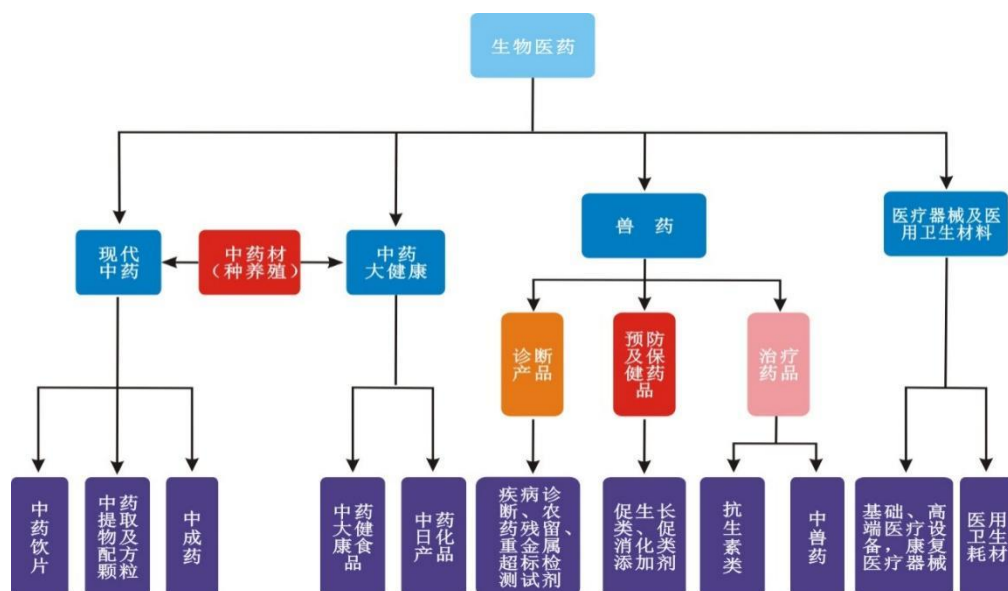 生物医药
现代
中药
中药材
（种养殖）
中药
大健康
兽 药
医疗器械及医
用卫生材料
诊断
产品
预防
及保
健药
品
治疗
药品
中
药
饮
片
中药
提取
物及
配方
颗粒
中
成
药
中药
大健
康食
品
中药
日化
产品
疾病诊
断、农
药残留、
重金属
超标检
测试剂
促生长
类、促
消化类
添加剂
抗
生
素
类
中
兽
药
基础、高
端医疗设
备，康复
医疗器械
医用
卫生
耗材